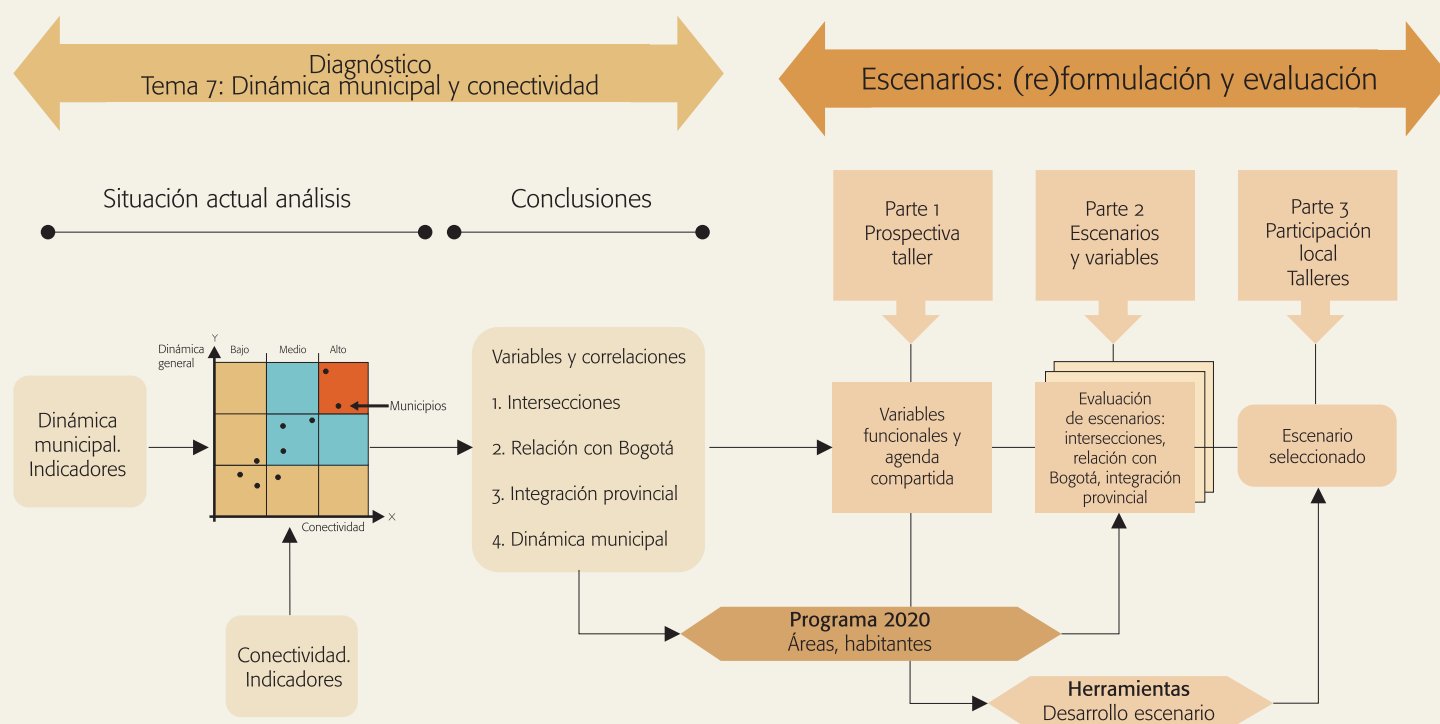 Diagnóstico
Tema 7: Dinámica municipal y conectividad
Escenarios: (re)formulación y evaluación
Situación actual análisis
Conclusiones
Parte 1
Prospectiva
taller
Parte 2
Escenarios
y variables
Parte 3
Participación
local
Talleres
Dinámica
municipal.
Indicadores
Y
Dinámica
general
Bajo
Medio
Alto
Municipios
X
Conectividad
Conectividad.
Indicadores
Variables y correlaciones
1. Intersecciones
2. Relación con Bogotá
3. Integración provincial
4. Dinámica municipal
Variables
funcionales y
agenda
compartida
Evaluación
de escenarios:
intersecciones,
relación con
Bogotá, integración
provincial
Escenario
seleccionado
Programa 2020
Áreas, habitantes
Herramientas
Desarrollo escenario